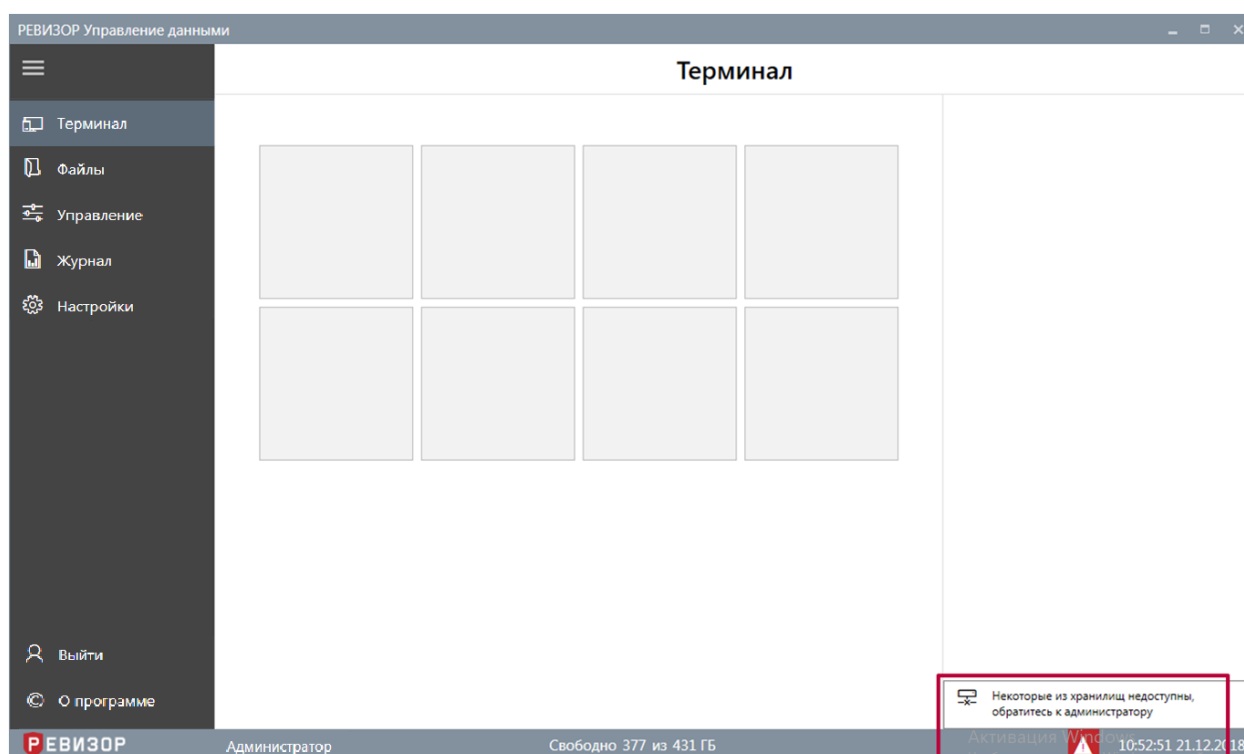 РЕВИЗОР Управление данными
Терминал
Терминал
Файлы
Управление
Журнал
Настройки
Выйти
О программе
Некоторые из хранилищ недоступны,
обратитесь к администратору
Активация Windows
РЕВИЗОР
Администратор
Свободно 377 из 431 ГБ
10:52:51 21.12.2018